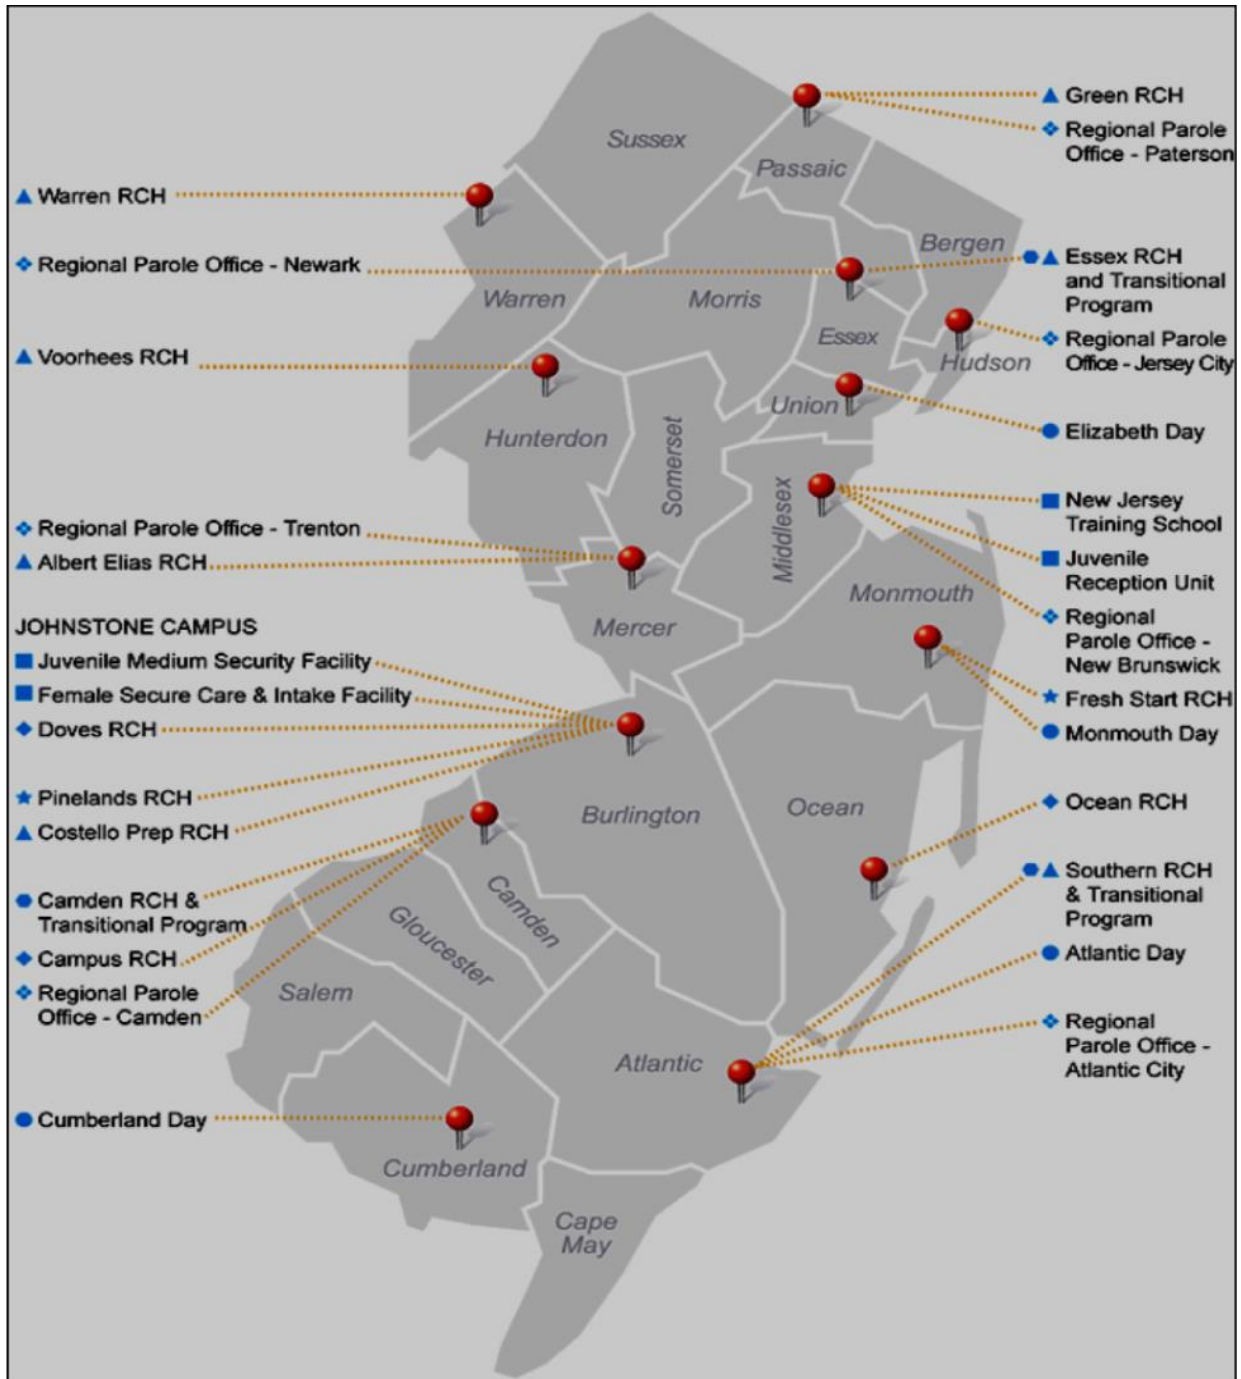 Green RCH
Regional Parole
Office - Paterson
Sussex
Passaic
Warren RCH
Bergen
Essex RCH
and Transitional
Program
Regional Parole Office - Newark
Warren
Morris
Essex
Regional Parole
Office - Jersey City
Hudson
Voorhees RCH
Union
Elizabeth Day
Hunterdon
Somerset
Middlesex
New Jersey
Training School
Regional Parole Office - Trenton
Albert Elias RCH
Juvenile
Reception Unit
Monmouth
Mercer
Regional
Parole Office -
New Brunswick
JOHNSTONE CAMPUS
Juvenile Medium Security Facility
Female Secure Care & Intake Facility
Doves RCH
Fresh Start RCH
Monmouth Day
Pinelands RCH
Costello Prep RCH
Burlington
Ocean
Ocean RCH
Camden RCH &
Transitional Program
Campus RCH
Regional Parole
Office - Camden
Camden
Gloucester
Salem
Southern RCH
& Transitional
Program
Atlantic Day
Regional
Parole Office -
Atlantic City
Atlantic
Cumberland Day
Cumberland
Cape
May